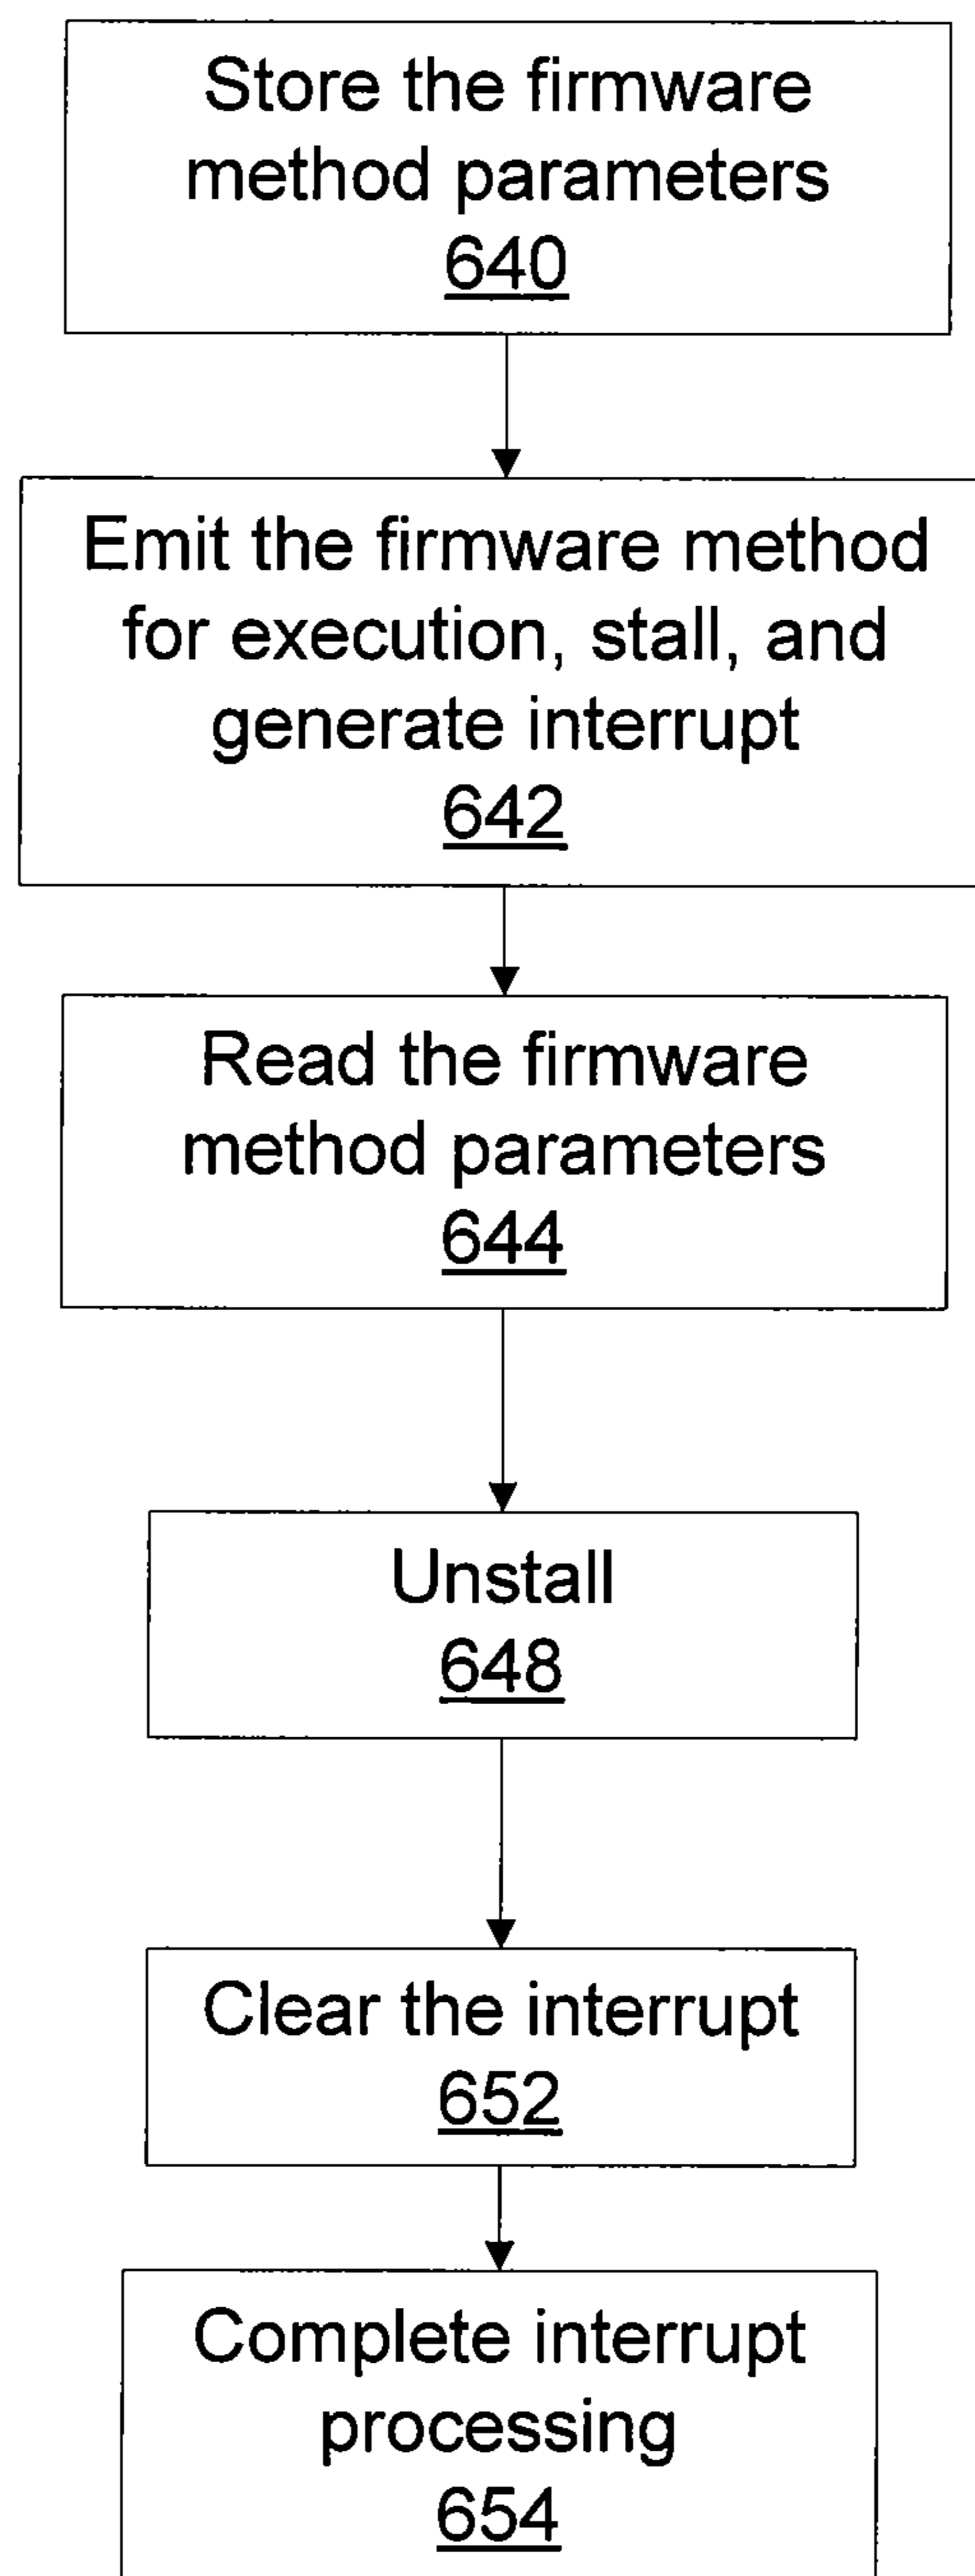 Store the firmware
method parameters
640
Emit the firmware method
for execution, stall, and
generate interrupt
642
Read the firmware
method parameters
644
Unstall
648
Clear the interrupt
652
Complete interrupt
processing
654